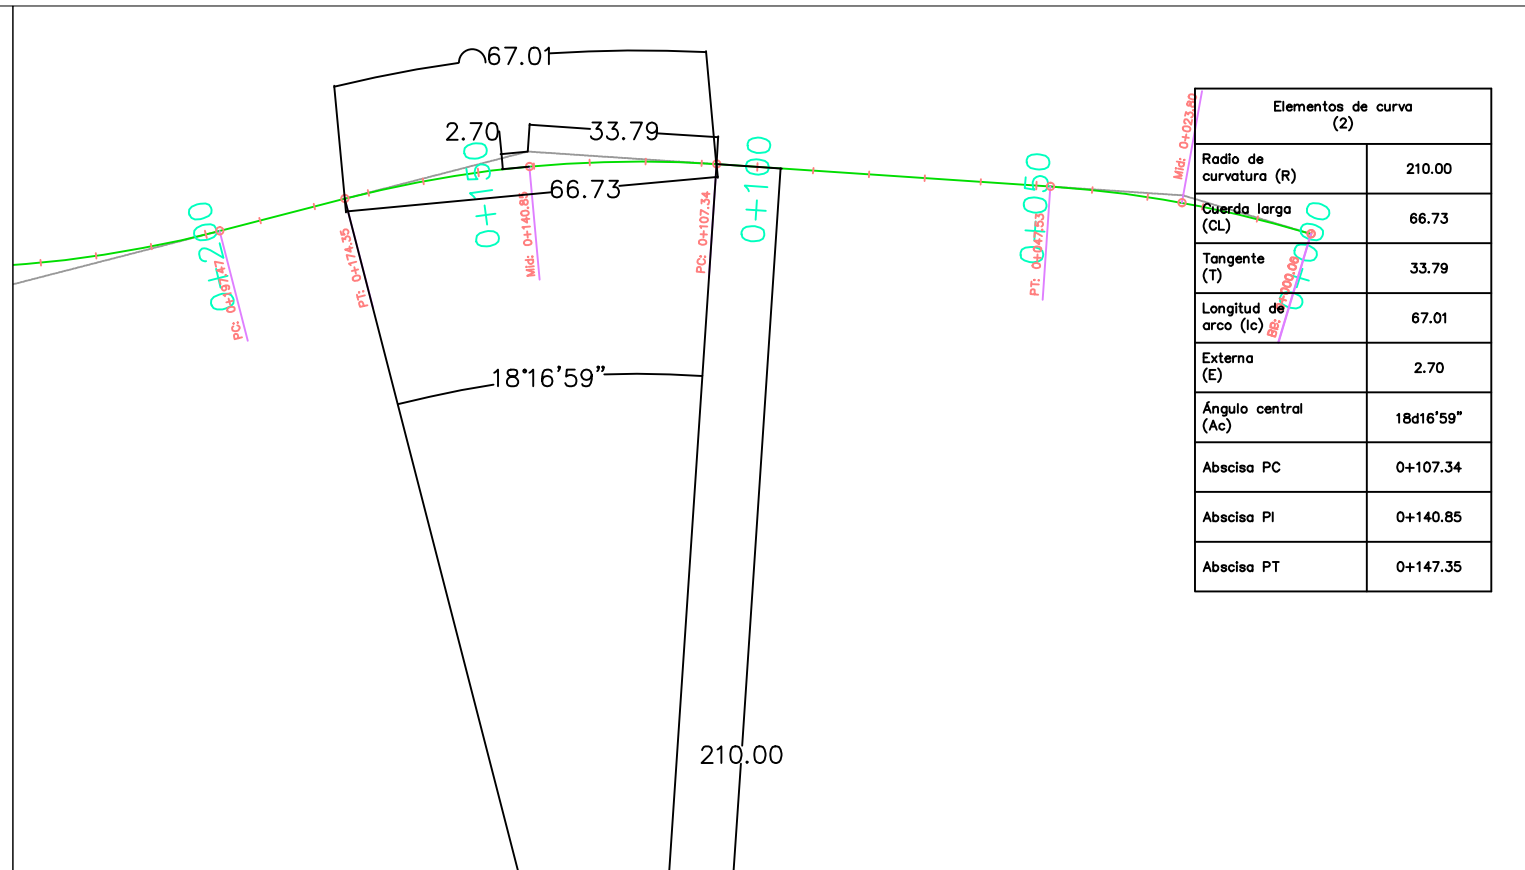 67.01
2.70
33.79
66.73
0+200
0+150
0+100
0+050
0+000
PC: 0+197.47
PT: 0+174.35
Mid: 0+140.85
PC: 0+107.34
PT: 0+047.53
Mid: 0+023.80
18°16'59"
210.00
Elementos de curva
(2)
Radio de
curvatura (R)
210.00
Cuerda larga
(CL)
66.73
Tangente
(T)
33.79
Longitud de
arco (lc)
67.01
Externa
(E)
2.70
Ángulo central
(Ac)
18d16'59"
Abscisa PC
0+107.34
Abscisa PI
0+140.85
Abscisa PT
0+147.35